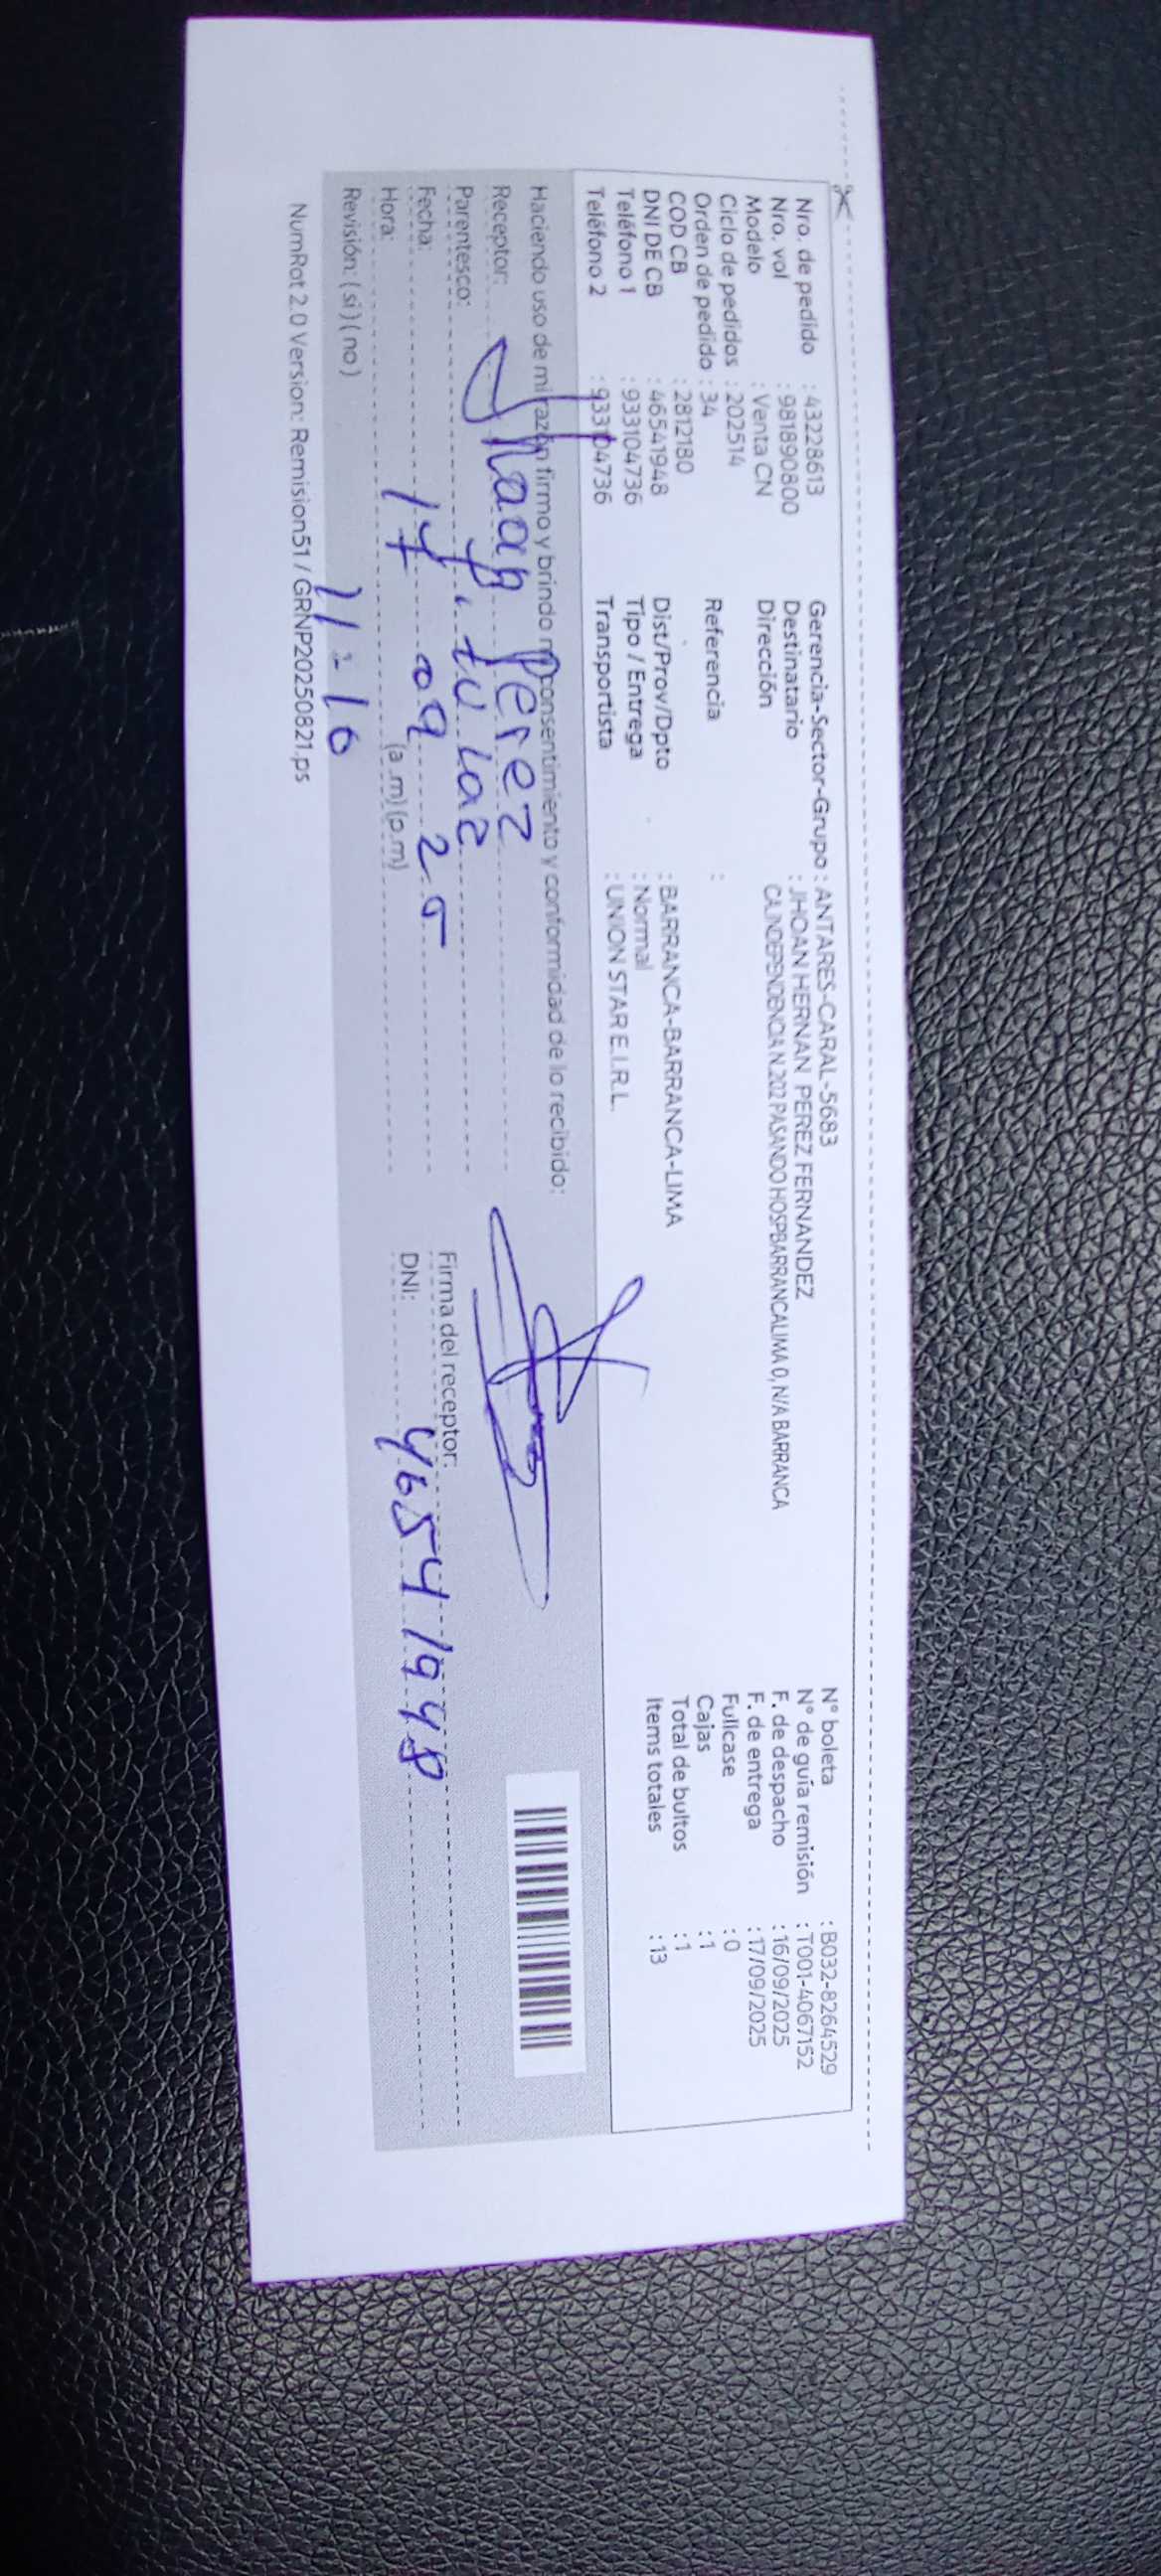 Nro. de pedido : 43228613
Nro. vol : 981890800
Modelo : Venta CN
Ciclo de pedidos : 202514
Orden de pedido : 34
COD CB : 2812180
DNI DE CB : 46541948
Teléfono 1 : 933104736
Teléfono 2 : 933104736
Gerencia-Sector-Grupo : ANTARES-CARAL-5683
Destinatario : JHOAN HERNAN PEREZ FERNANDEZ
Dirección CA.INDEPENDENCIA N.202 PASANDO HOSPBARRANCALIMA 0, N/A BARRANCA
Referencia :
Dist/Prov/Dpto : BARRANCA-BARRANCA-LIMA
Tipo / Entrega : Normal
Transportista : UNION STAR E.I.R.L.
N° boleta : B032-8264529
N° de guía remisión : T001-4067152
F. de despacho : 16/09/2025
F. de entrega : 17/09/2025
Fullcase : 0
Cajas : 1
Total de bultos : 1
Items totales : 13
Haciendo uso de mi razón firmo y brindo mi consentimiento y conformidad de lo recibido:
Receptor: Jhoan Perez
Parentesco: titular
Fecha: 17 09 25
Hora: 11:10 (a .m) (p.m)
Revisión: ( si ) ( no )
Firma del receptor:
DNI: 46541948
NumRot 2.0 Version: Remision51 / GRNP20250821.ps